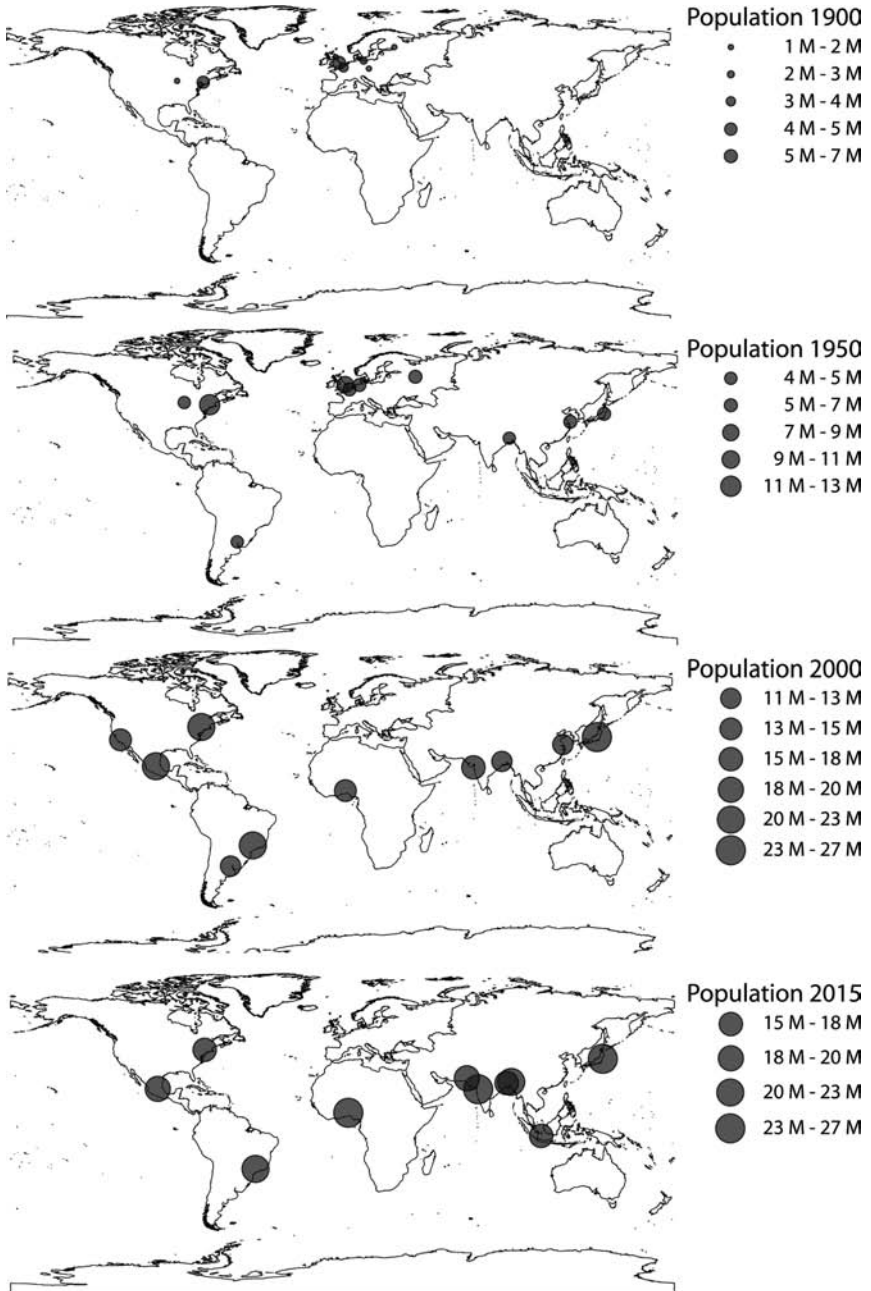 Population 1900
1 M - 2 M
2 M - 3 M
3 M - 4 M
4 M - 5 M
5 M - 7 M
Population 1950
4 M - 5 M
5 M - 7 M
7 M - 9 M
9 M - 11 M
11 M - 13 M
Population 2000
11 M - 13 M
13 M - 15 M
15 M - 18 M
18 M - 20 M
20 M - 23 M
23 M - 27 M
Population 2015
15 M - 18 M
18 M - 20 M
20 M - 23 M
23 M - 27 M